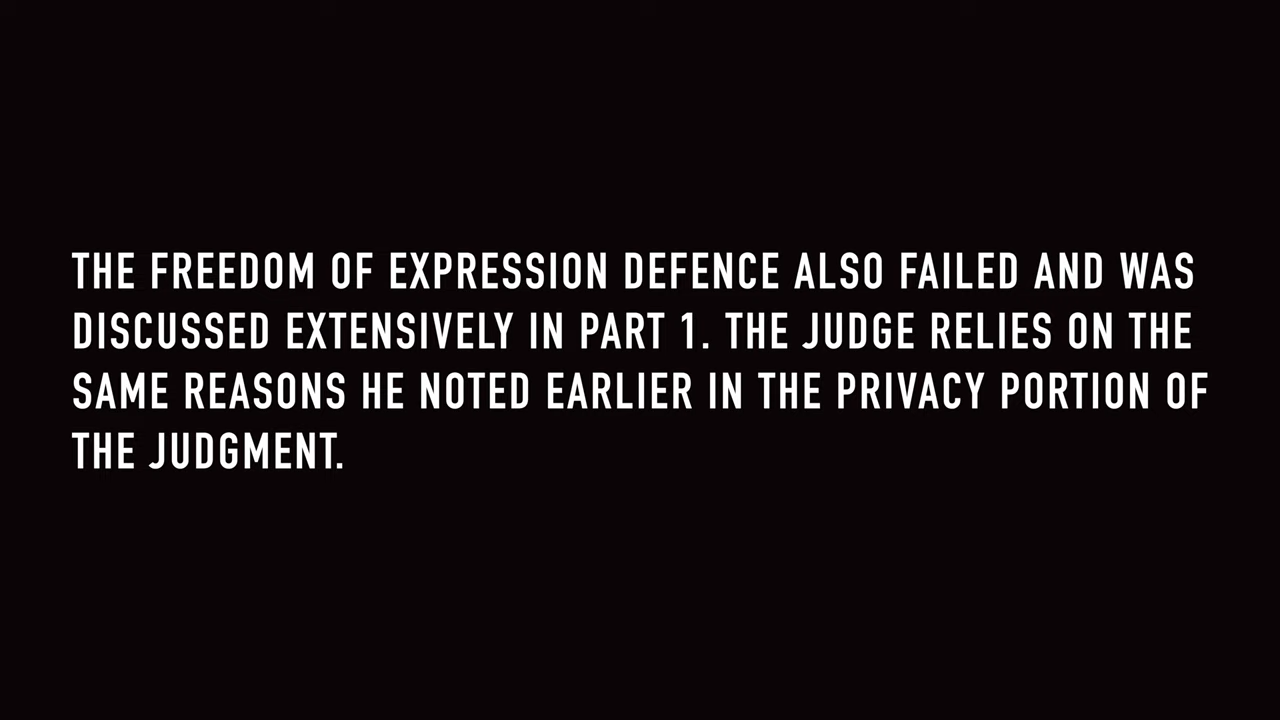 THE FREEDOM OF EXPRESSION DEFENCE ALSO FAILED AND WAS
DISCUSSED EXTENSIVELY IN PART 1. THE JUDGE RELIES ON THE
SAME REASONS HE NOTED EARLIER IN THE PRIVACY PORTION OF
THE JUDGMENT.